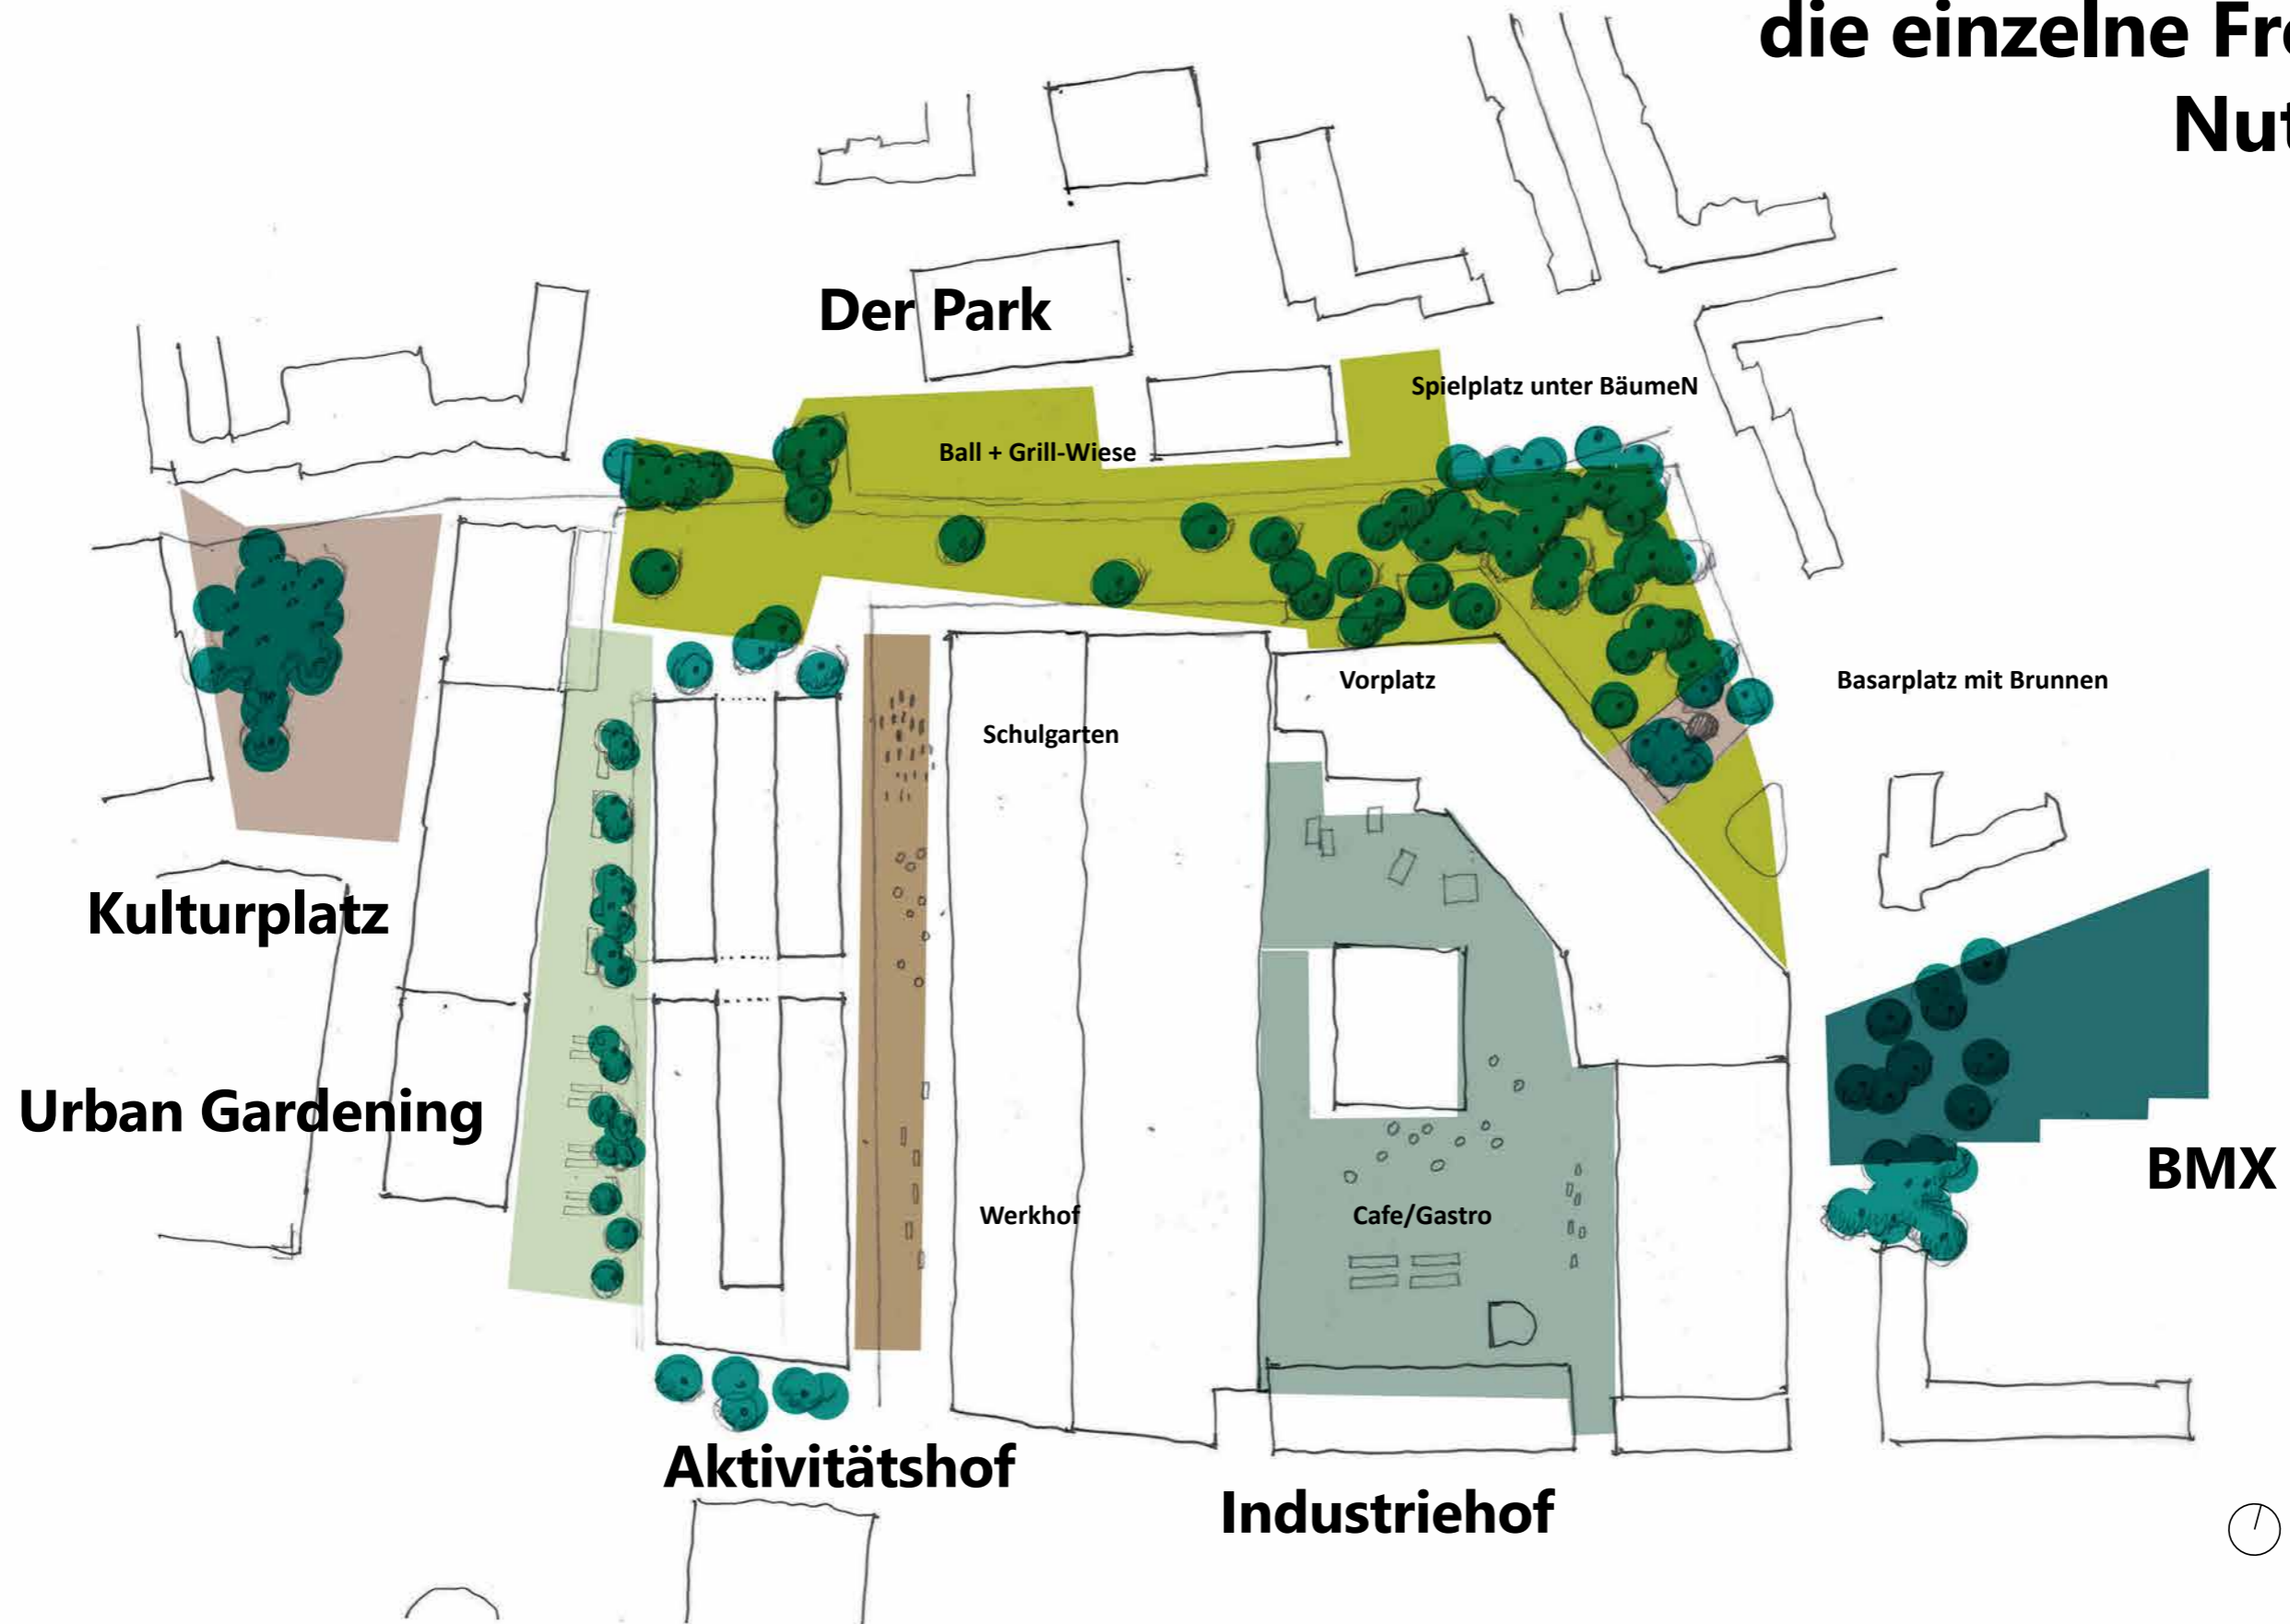 die einzelne Fre
Nut
Der Park
Spielplatz unter BäumeN
Ball + Grill-Wiese
Vorplatz
Basarplatz mit Brunnen
Schulgarten
Kulturplatz
Urban Gardening
BMX
Werkhof
Cafe/Gastro
Aktivitätshof
Industriehof